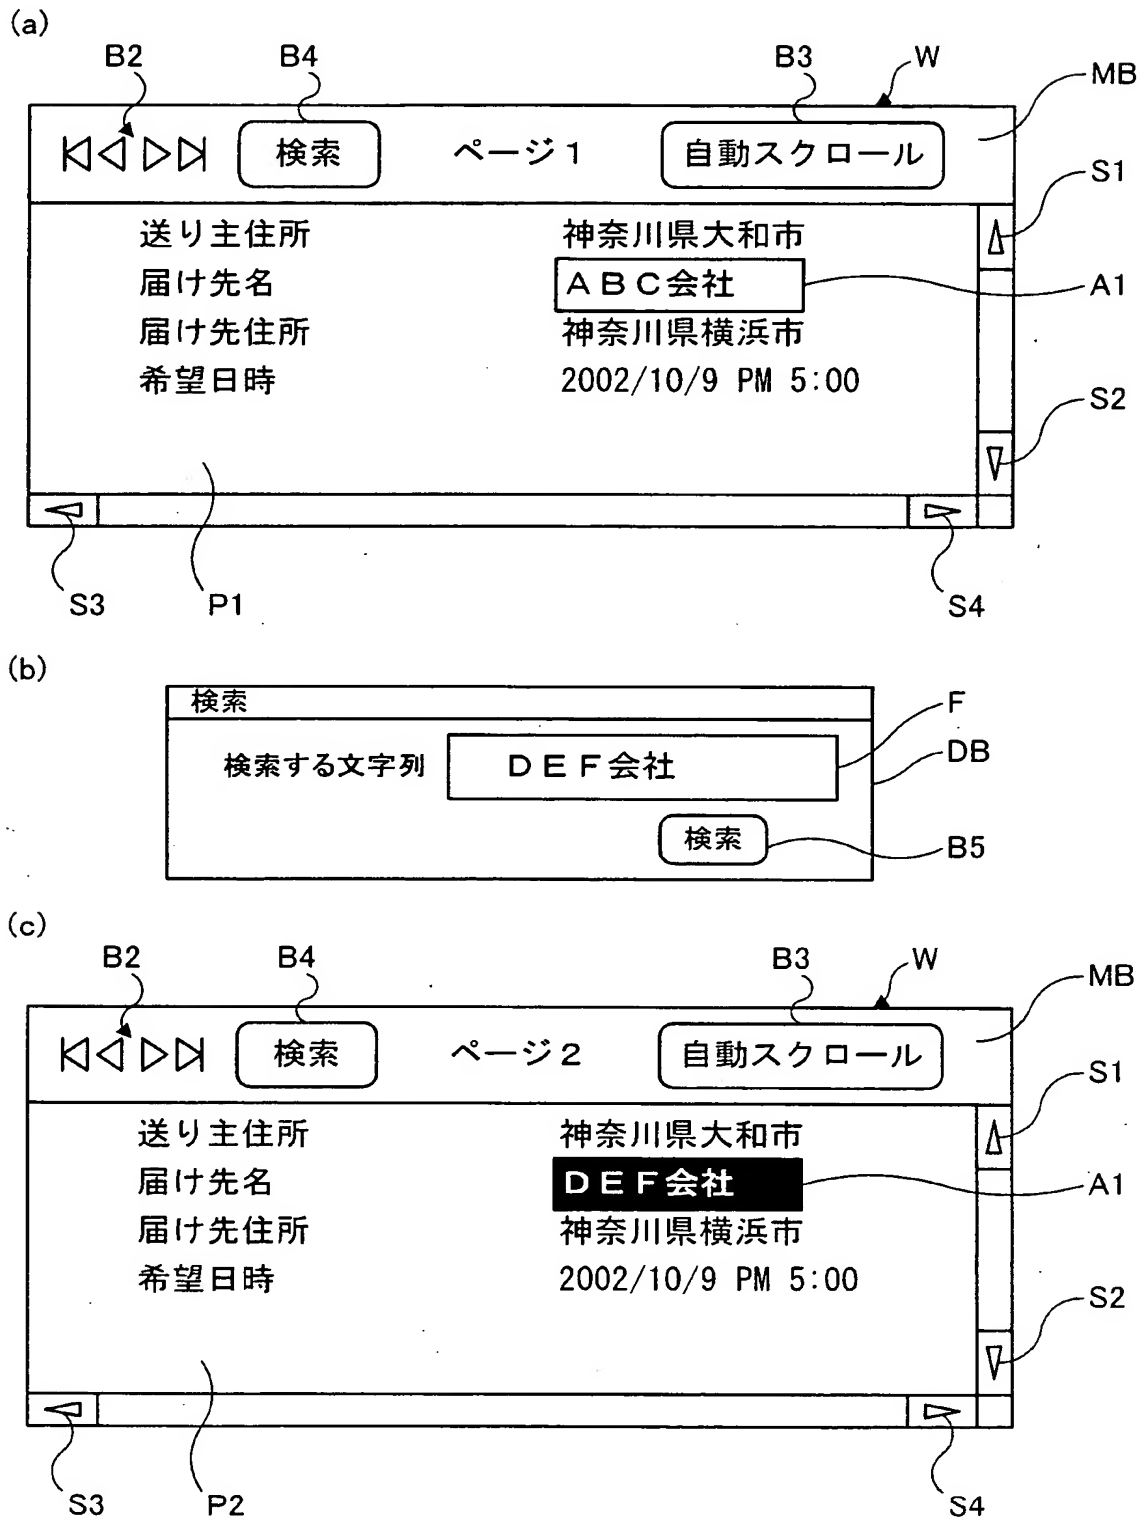 (a)
B2 B4 B3 W MB
検索 ページ1 自動スクロール
S1
送り主住所 神奈川県大和市
届け先名 ABC会社 A1
届け先住所 神奈川県横浜市
希望日時 2002/10/9 PM 5:00
S2
S3 P1 S4
(b)
検索
F
検索する文字列 DEF会社 DB
検索 B5
(c)
B2 B4 B3 W MB
検索 ページ2 自動スクロール
S1
送り主住所 神奈川県大和市
届け先名 DEF会社 A1
届け先住所 神奈川県横浜市
希望日時 2002/10/9 PM 5:00
S2
S3 P2 S4